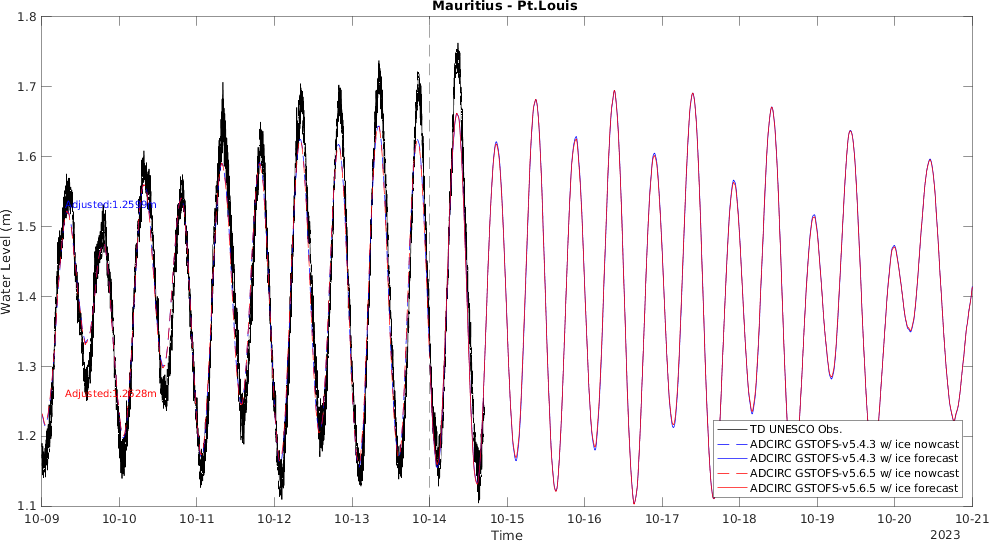 Mauritius - Pt.Louis
1.8
1.7
1.6
1.5
1.4
1.3
1.2
1.1
Water Level (m)
Adjusted:1.2599m
Adjusted:1.2628m
TD UNESCO Obs.
ADCIRC GSTOFS-v5.4.3 w/ ice nowcast
ADCIRC GSTOFS-v5.4.3 w/ ice forecast
ADCIRC GSTOFS-v5.6.5 w/ ice nowcast
ADCIRC GSTOFS-v5.6.5 w/ ice forecast
10-09 10-10 10-11 10-12 10-13 10-14 10-15 10-16 10-17 10-18 10-19 10-20 10-21
Time
2023